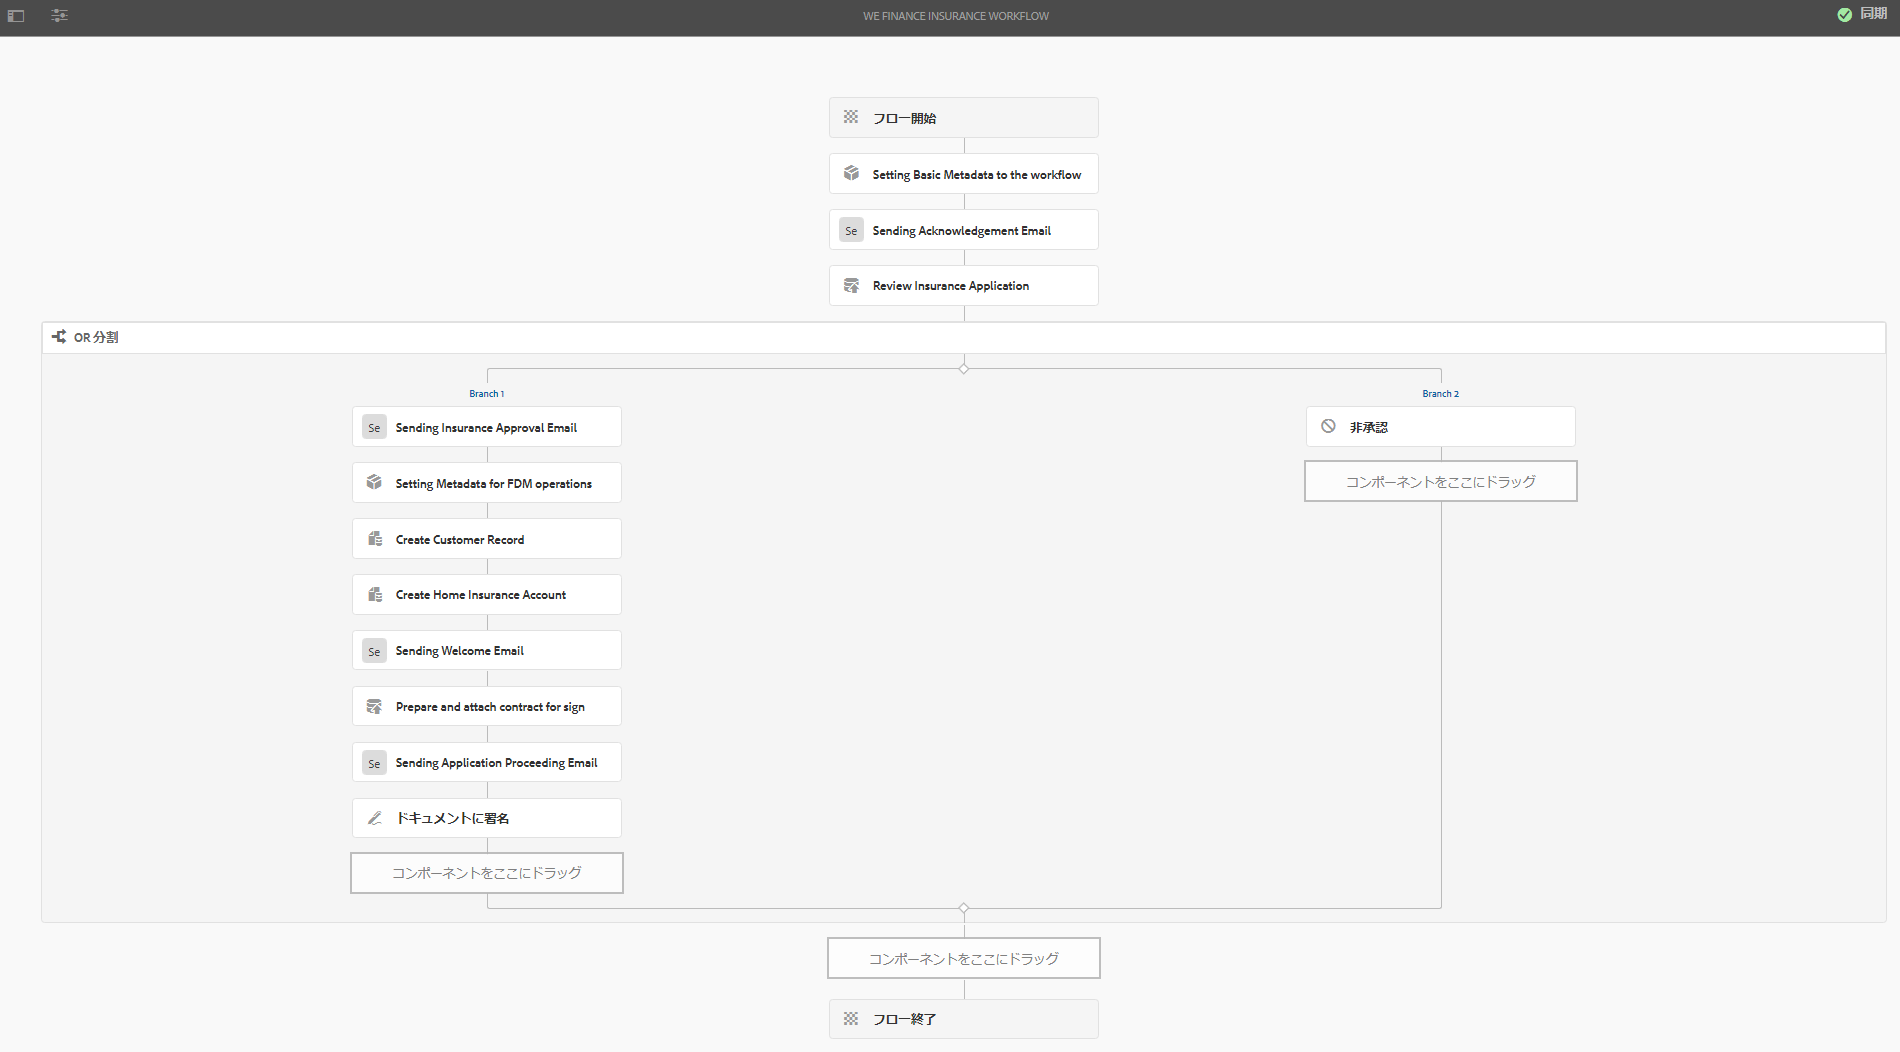 WE FINANCE INSURANCE WORKFLOW
同期
フロー開始
Setting Basic Metadata to the workflow
Se
Sending Acknowledgement Email
Review Insurance Application
OR 分割
Branch 1
Se
Sending Insurance Approval Email
Setting Metadata for FDM operations
Create Customer Record
Create Home Insurance Account
Se
Sending Welcome Email
Prepare and attach contract for sign
Se
Sending Application Proceeding Email
ドキュメントに署名
コンポーネントをここにドラッグ
Branch 2
非承認
コンポーネントをここにドラッグ
コンポーネントをここにドラッグ
フロー終了